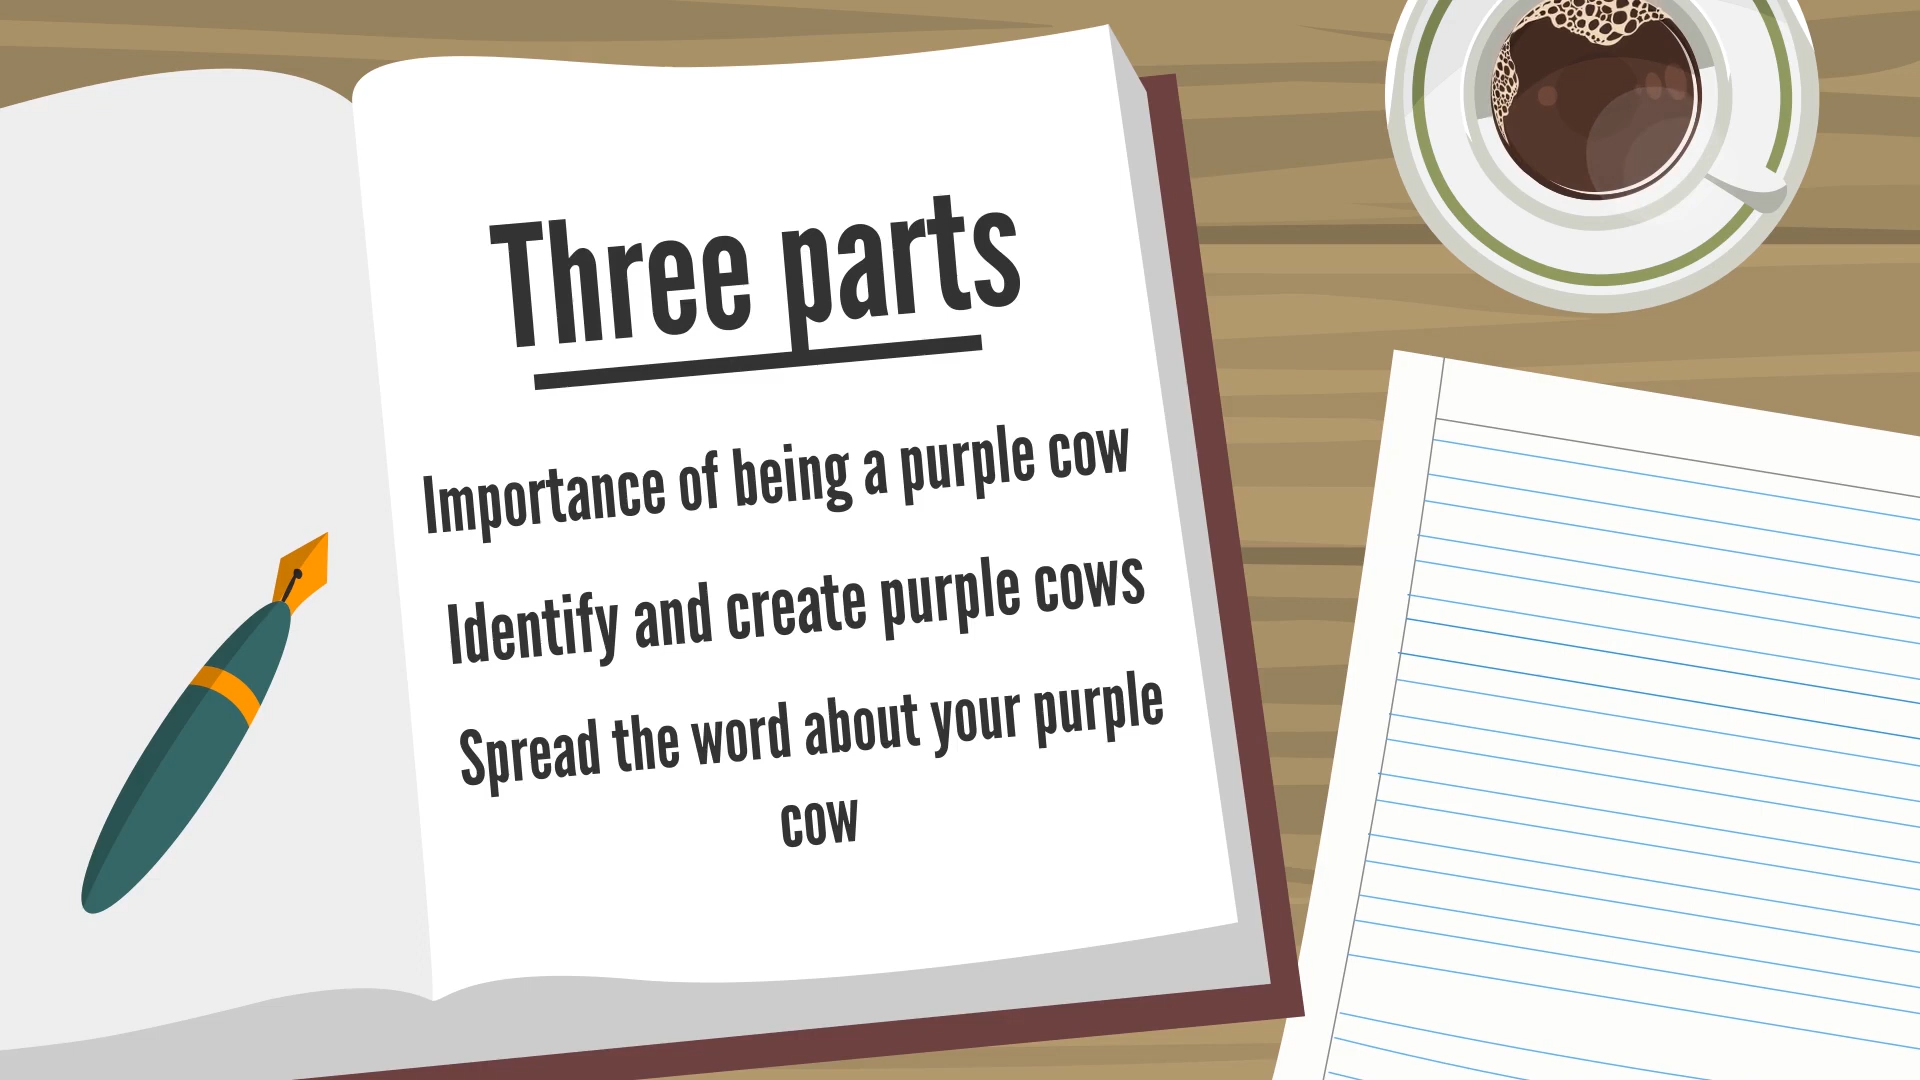 Three parts
Importance of being a purple cow
Identify and create purple cows
Spread the word about your purple
cow